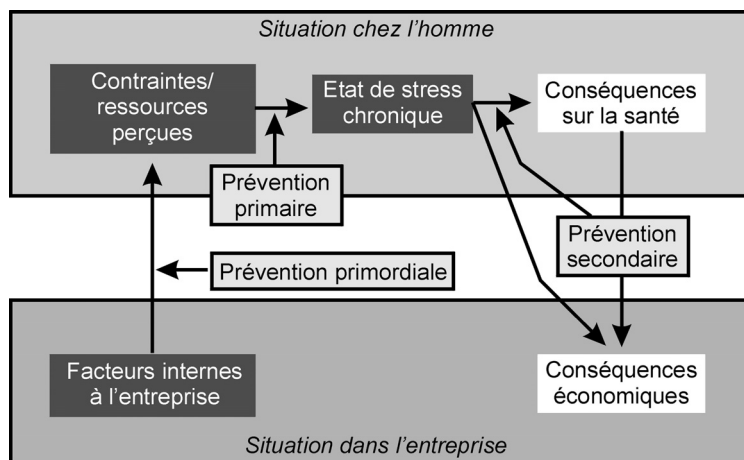 Situation chez l’homme
Contraintes/
ressources
perçues
Etat de stress
chronique
Conséquences
sur la santé
Prévention
primaire
Prévention
secondaire
Prévention primordiale
Facteurs internes
à l’entreprise
Conséquences
économiques
Situation dans l’entreprise